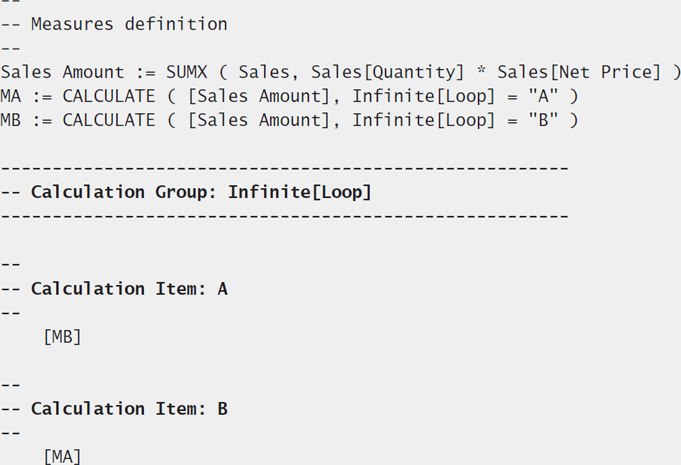 --
-- Measures definition
--
Sales Amount := SUMX ( Sales, Sales[Quantity] * Sales[Net Price] )
MA := CALCULATE ( [Sales Amount], Infinite[Loop] = "A" )
MB := CALCULATE ( [Sales Amount], Infinite[Loop] = "B" )
-------------------------------------------------------
-- Calculation Group: Infinite[Loop]
-------------------------------------------------------
--
-- Calculation Item: A
--
[MB]
--
-- Calculation Item: B
--
[MA]